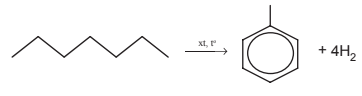 xt, t°
+ 4H₂